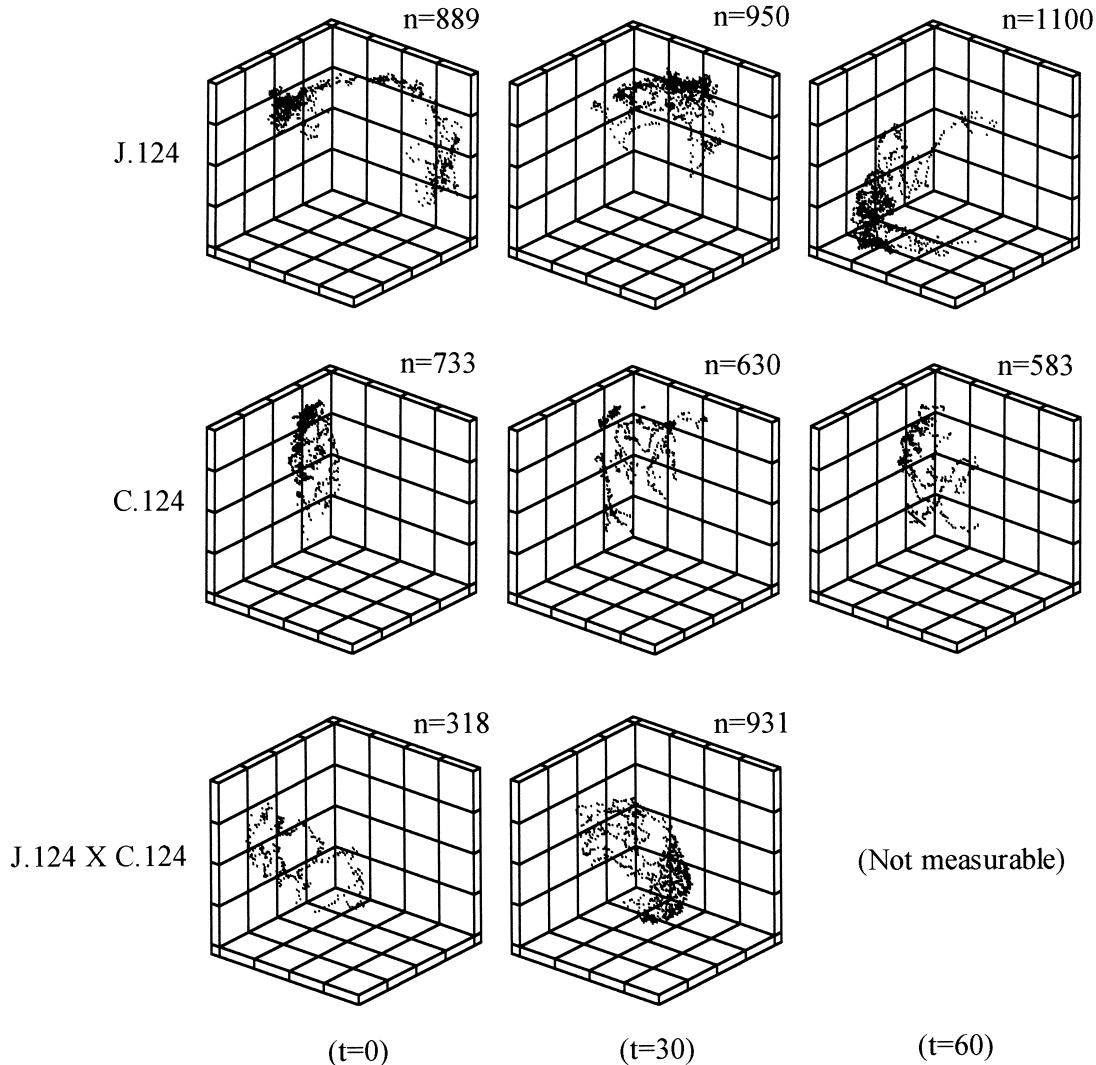 n=889
n=950
n=1100
J.124
n=733
n=630
n=583
C.124
n=318
n=931
J.124 X C.124
(Not measurable)
(t=0)
(t=30)
(t=60)